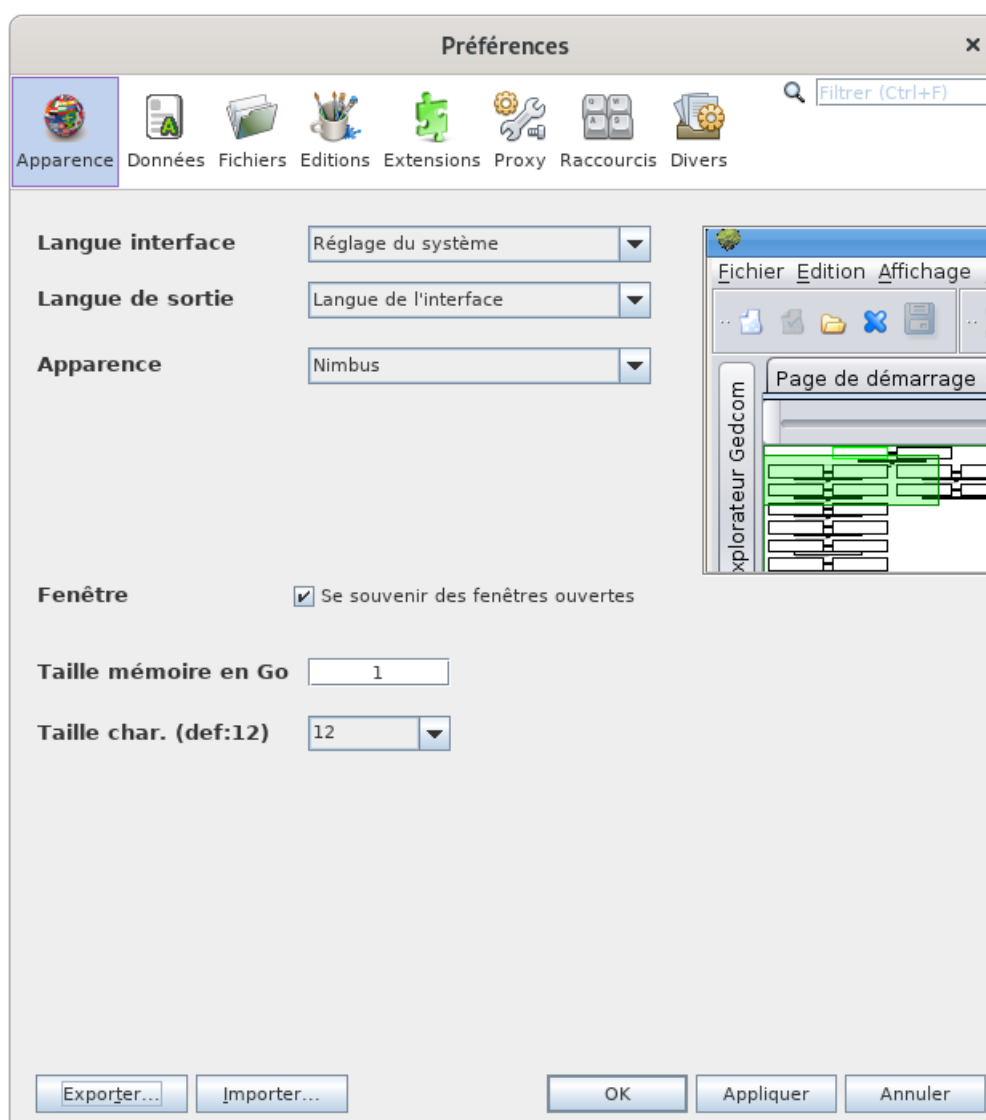 Préférences
Filtrer (Ctrl+F)
Apparence Données Fichiers Editions Extensions Proxy Raccourcis Divers
Langue interface Réglage du système
Langue de sortie Langue de l'interface
Apparence Nimbus
Fichier Edition Affichage
Page de démarrage
xplorateur Gedcom
Fenêtre Se souvenir des fenêtres ouvertes
Taille mémoire en Go 1
Taille char. (def:12) 12
Exporter... Importer... OK Appliquer Annuler